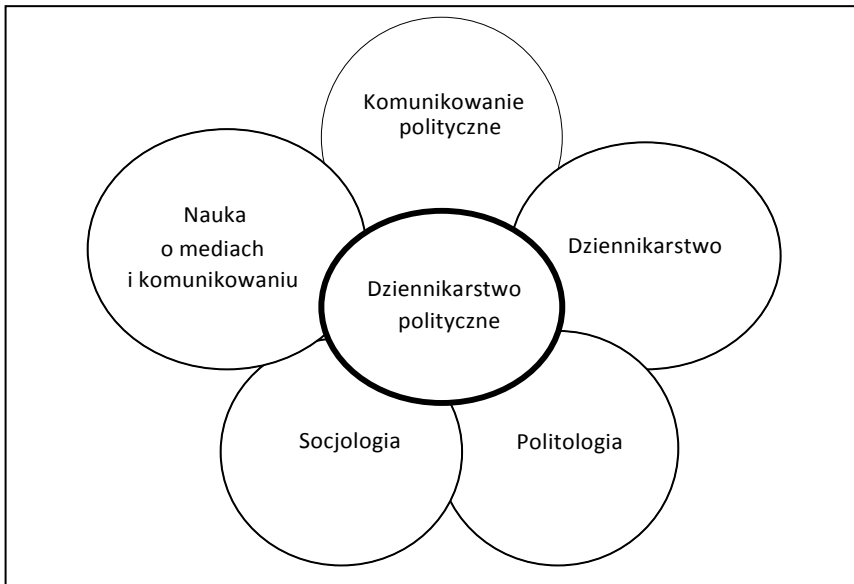 Komunikowanie
polityczne
Nauka
o mediach
i komunikowaniu
Dziennikarstwo
Dziennikarstwo
polityczne
Socjologia
Politologia